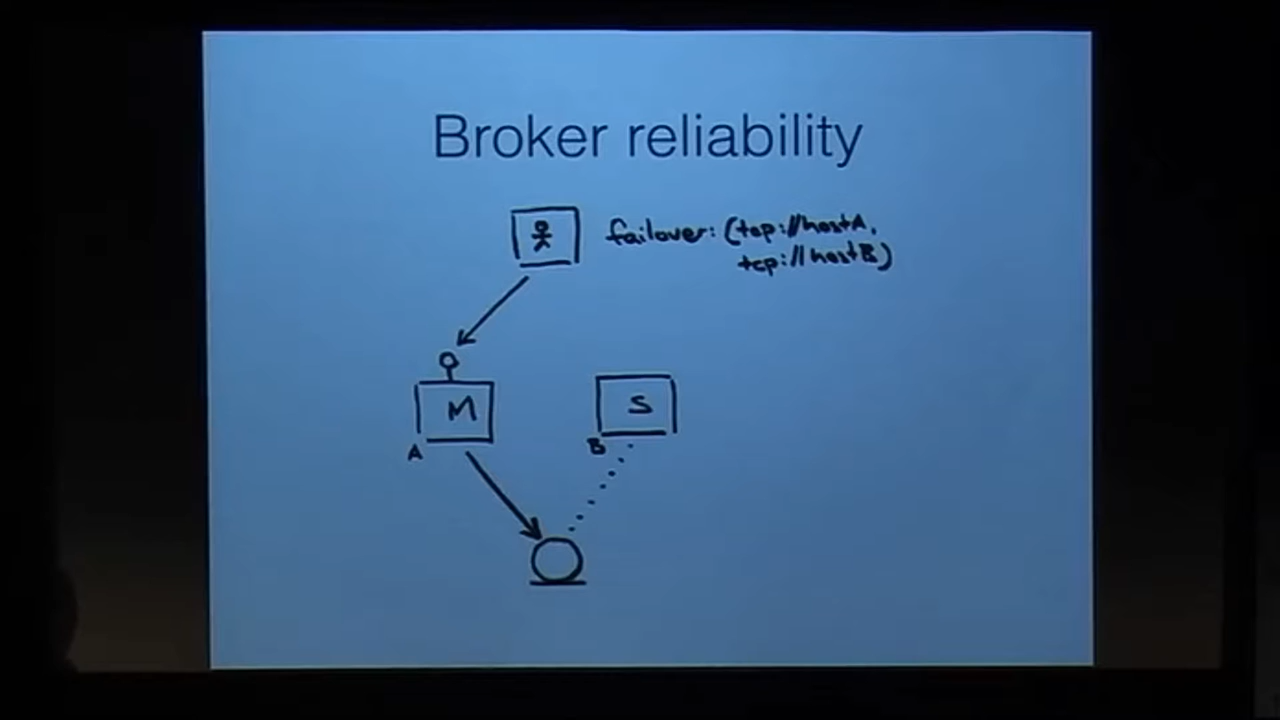 Broker reliability
failover: (tcp://hostA,
tcp://hostB)
M
S
A
B